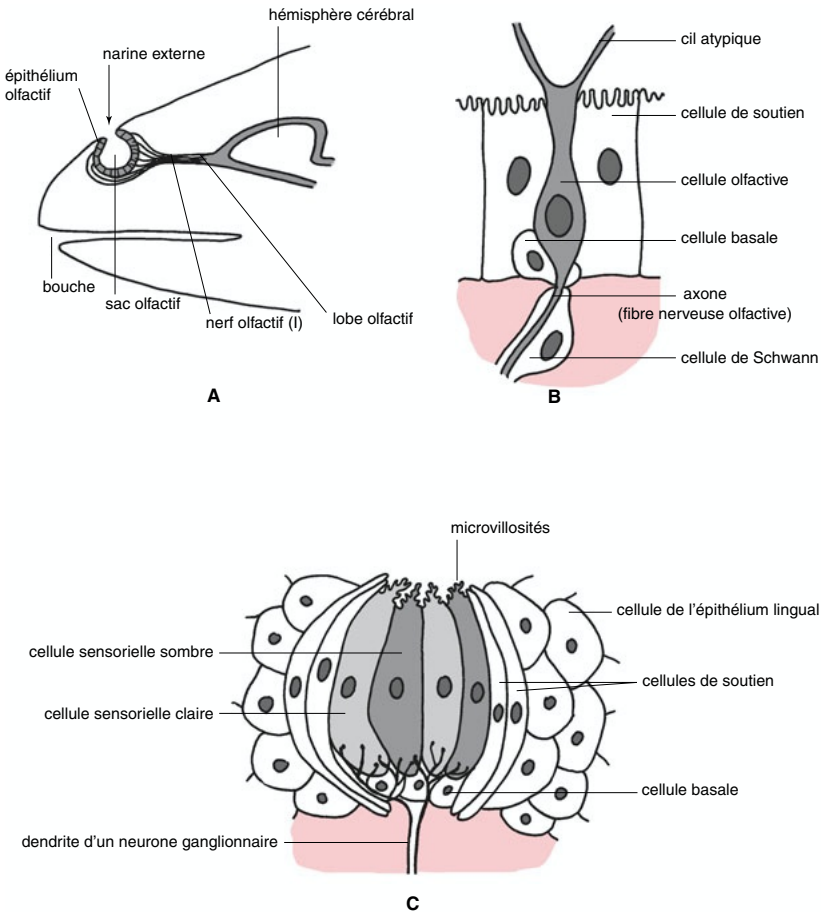 hémisphère cérébral
narine externe
épithélium
olfactif
bouche
sac olfactif
nerf olfactif (I)
lobe olfactif
A
cil atypique
cellule de soutien
cellule olfactive
cellule basale
axone
(fibre nerveuse olfactive)
cellule de Schwann
B
microvillosités
cellule de l'épithélium lingual
cellule sensorielle sombre
cellules de soutien
cellule sensorielle claire
cellule basale
dendrite d'un neurone ganglionnaire
C